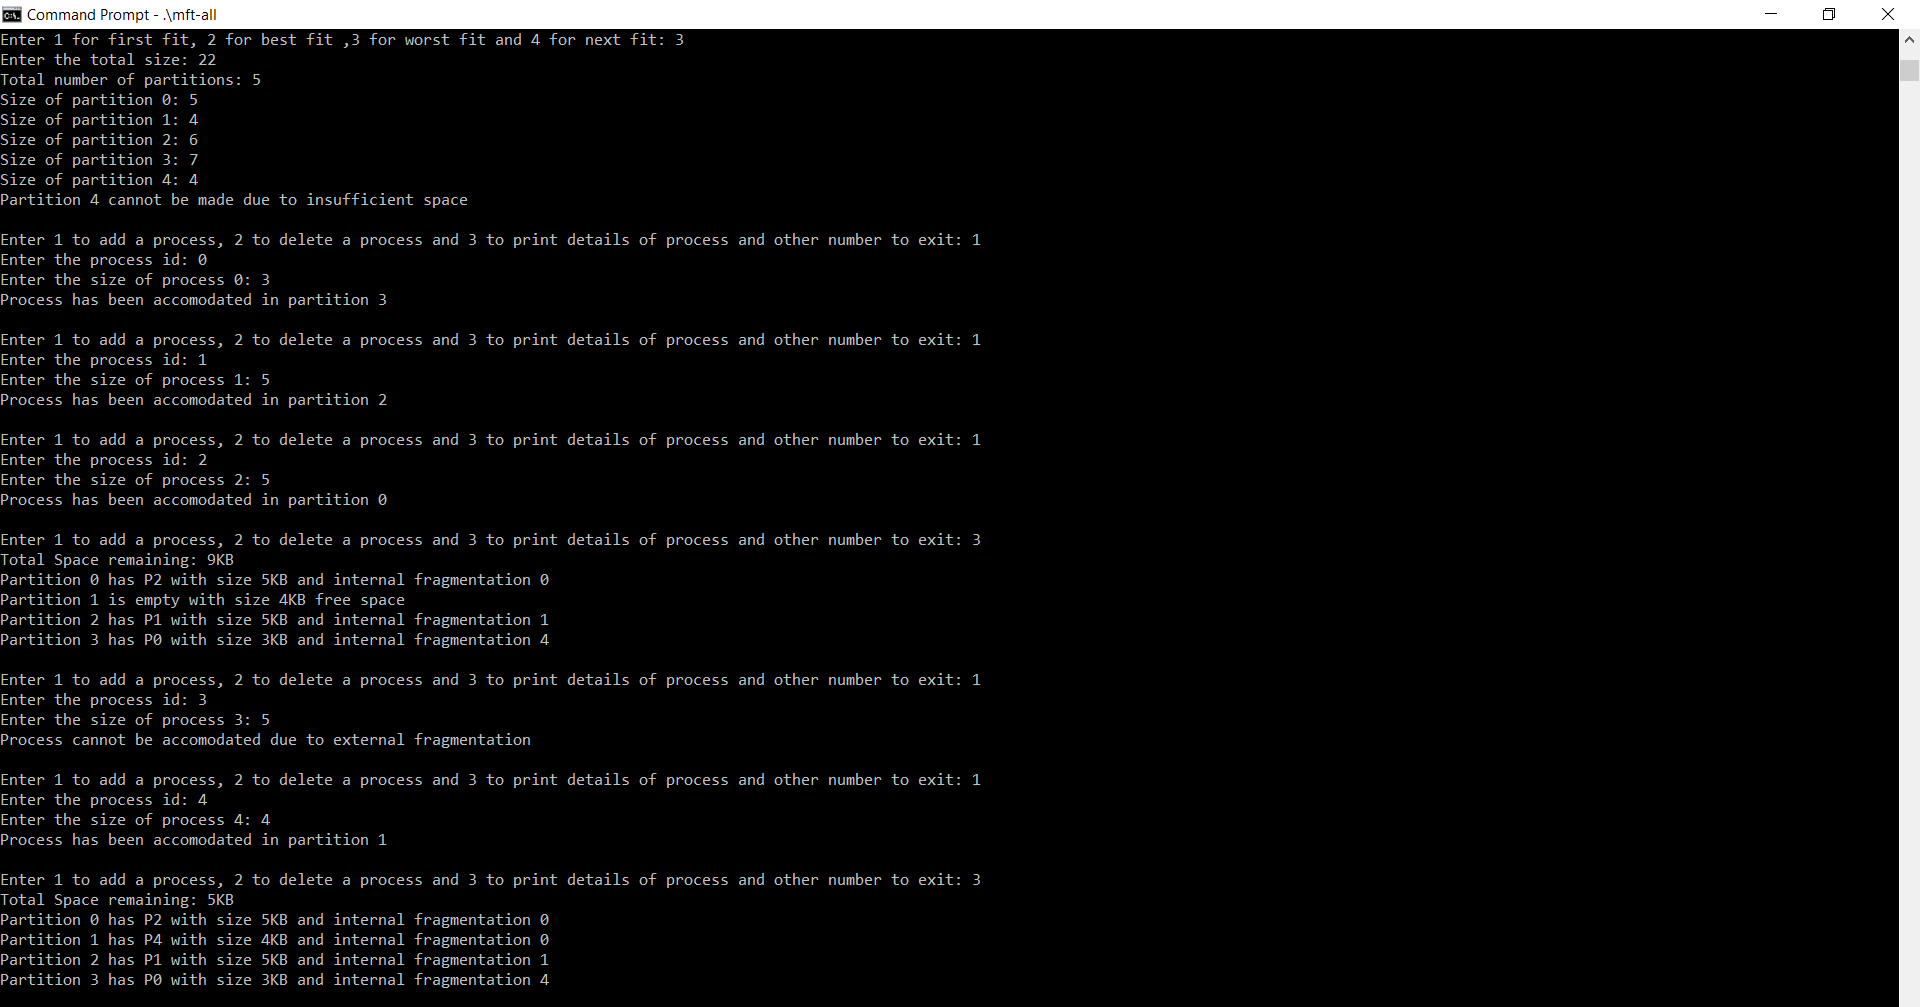 Command Prompt - .\mft-all
Enter 1 for first fit, 2 for best fit ,3 for worst fit and 4 for next fit: 3
Enter the total size: 22
Total number of partitions: 5
Size of partition 0: 5
Size of partition 1: 4
Size of partition 2: 6
Size of partition 3: 7
Size of partition 4: 4
Partition 4 cannot be made due to insufficient space
Enter 1 to add a process, 2 to delete a process and 3 to print details of process and other number to exit: 1
Enter the process id: 0
Enter the size of process 0: 3
Process has been accomodated in partition 3
Enter 1 to add a process, 2 to delete a process and 3 to print details of process and other number to exit: 1
Enter the process id: 1
Enter the size of process 1: 5
Process has been accomodated in partition 2
Enter 1 to add a process, 2 to delete a process and 3 to print details of process and other number to exit: 1
Enter the process id: 2
Enter the size of process 2: 5
Process has been accomodated in partition 0
Enter 1 to add a process, 2 to delete a process and 3 to print details of process and other number to exit: 3
Total Space remaining: 9KB
Partition 0 has P2 with size 5KB and internal fragmentation 0
Partition 1 is empty with size 4KB free space
Partition 2 has P1 with size 5KB and internal fragmentation 1
Partition 3 has P0 with size 3KB and internal fragmentation 4
Enter 1 to add a process, 2 to delete a process and 3 to print details of process and other number to exit: 1
Enter the process id: 3
Enter the size of process 3: 5
Process cannot be accomodated due to external fragmentation
Enter 1 to add a process, 2 to delete a process and 3 to print details of process and other number to exit: 1
Enter the process id: 4
Enter the size of process 4: 4
Process has been accomodated in partition 1
Enter 1 to add a process, 2 to delete a process and 3 to print details of process and other number to exit: 3
Total Space remaining: 5KB
Partition 0 has P2 with size 5KB and internal fragmentation 0
Partition 1 has P4 with size 4KB and internal fragmentation 0
Partition 2 has P1 with size 5KB and internal fragmentation 1
Partition 3 has P0 with size 3KB and internal fragmentation 4